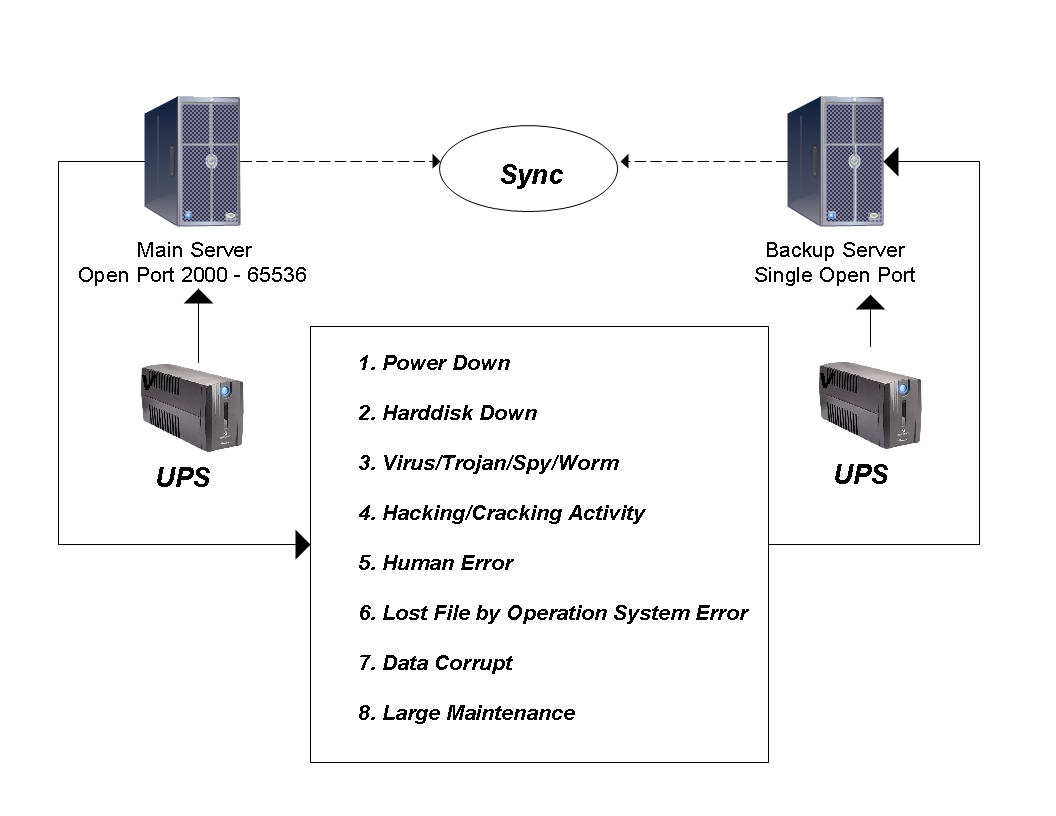 Sync
Main Server
Open Port 2000 - 65536
Backup Server
Single Open Port
UPS
1. Power Down
2. Harddisk Down
3. Virus/Trojan/Spy/Worm
4. Hacking/Cracking Activity
5. Human Error
6. Lost File by Operation System Error
7. Data Corrupt
8. Large Maintenance
UPS